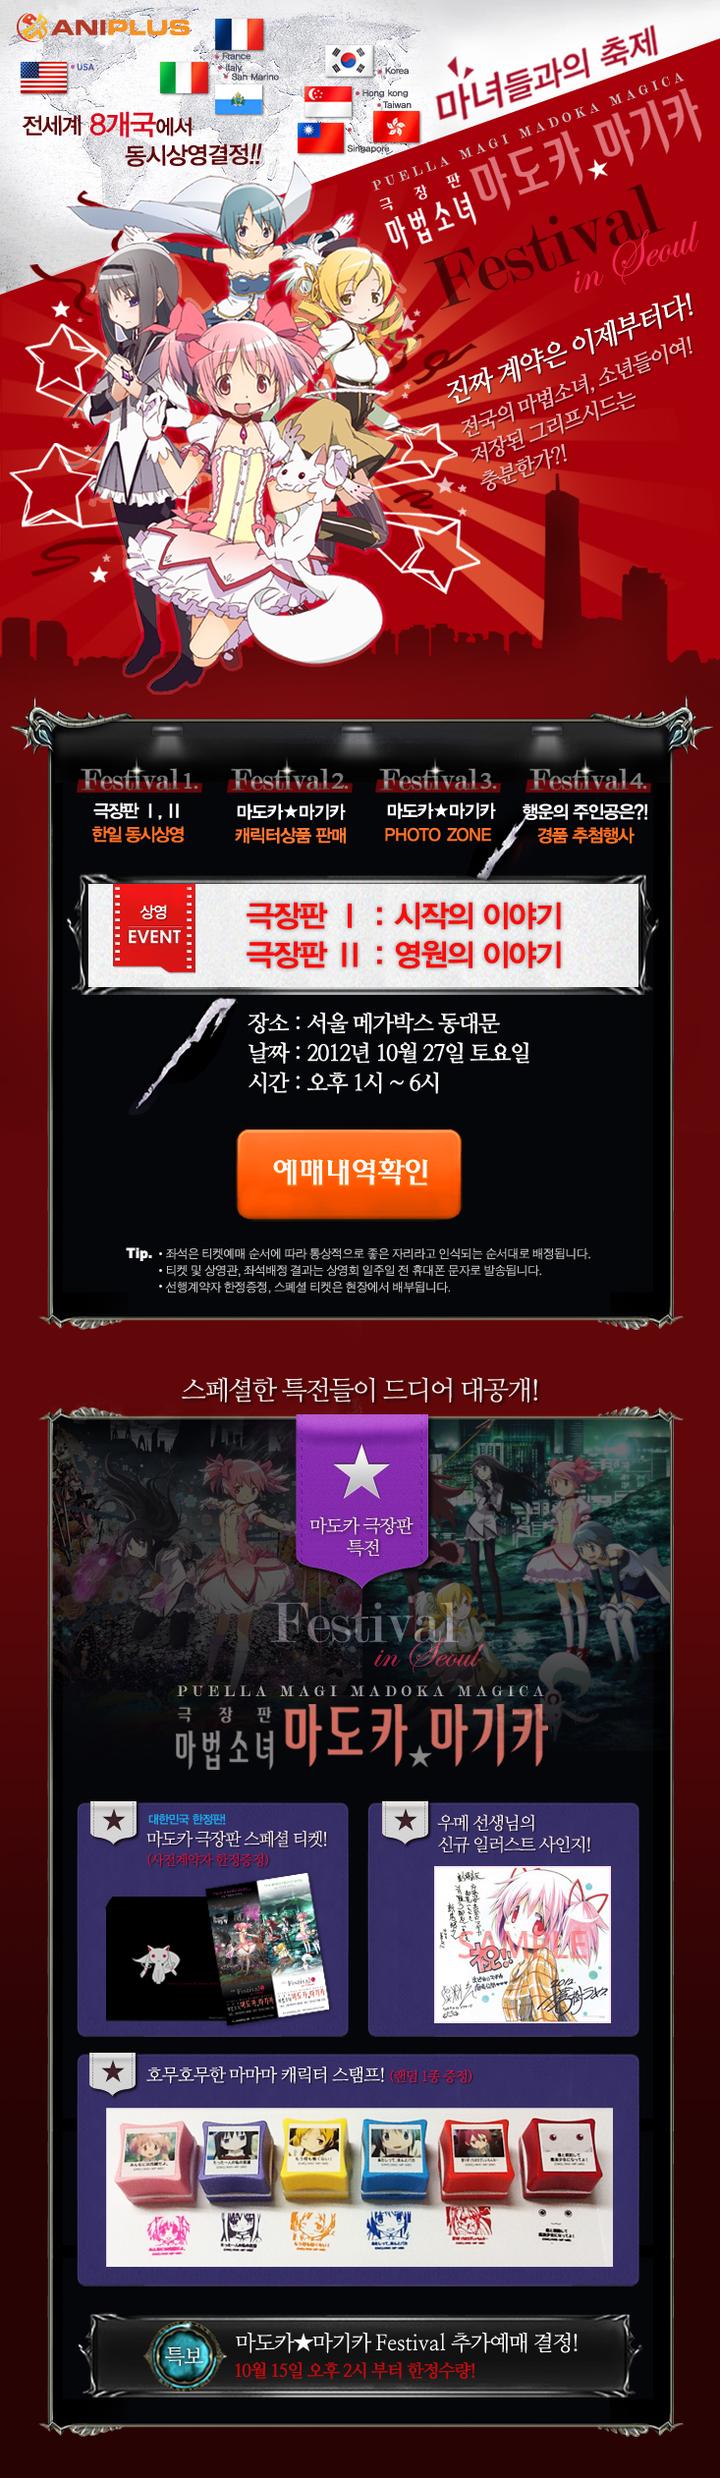 ANIPLUS
USA
France
Italy
San Marino
Korea
Hong kong
Taiwan
Singapore
전세계 8개국에서
동시상영결정!!
마녀들과의 축제
PUELLA MAGI MADOKA MAGICA
극장판
마법소녀 마도카★마기카
Festival
in Seoul
진짜 계약은 이제부터다!
전국의 마법소녀, 소년들이여!
저장된 그리프시드는
충분한가?!
Festival 1.
극장판 I, II
한일 동시상영
Festival 2.
마도카★마기카
캐릭터상품 판매
Festival 3.
마도카★마기카
PHOTO ZONE
Festival 4.
행운의 주인공은?!
경품 추첨행사
상영
EVENT
극장판 I : 시작의 이야기
극장판 II : 영원의 이야기
장소 : 서울 메가박스 동대문
날짜 : 2012년 10월 27일 토요일
시간 : 오후 1시 ~ 6시
예매내역확인
Tip. • 좌석은 티켓예매 순서에 따라 통상적으로 좋은 자리라고 인식되는 순서대로 배정됩니다.
• 티켓 및 상영관, 좌석배정 결과는 상영회 일주일 전 휴대폰 문자로 발송됩니다.
• 선행계약자 한정증정, 스페셜 티켓은 현장에서 배부됩니다.
스페셜한 특전들이 드디어 대공개!
마도카 극장판
특전
Festival
in Seoul
PUELLA MAGI MADOKA MAGICA
극장판
마법소녀 마도카★마기카
대한민국 한정판!
마도카 극장판 스페셜 티켓!
(사전계약자 한정증정)
우메 선생님의
신규 일러스트 사인지!
SAMPLE
祝!!
2012
호무호무한 마마마 캐릭터 스탬프! (랜덤 1종 증정)
특보
마도카★마기카 Festival 추가예매 결정!
10월 15일 오후 2시 부터 한정수량!